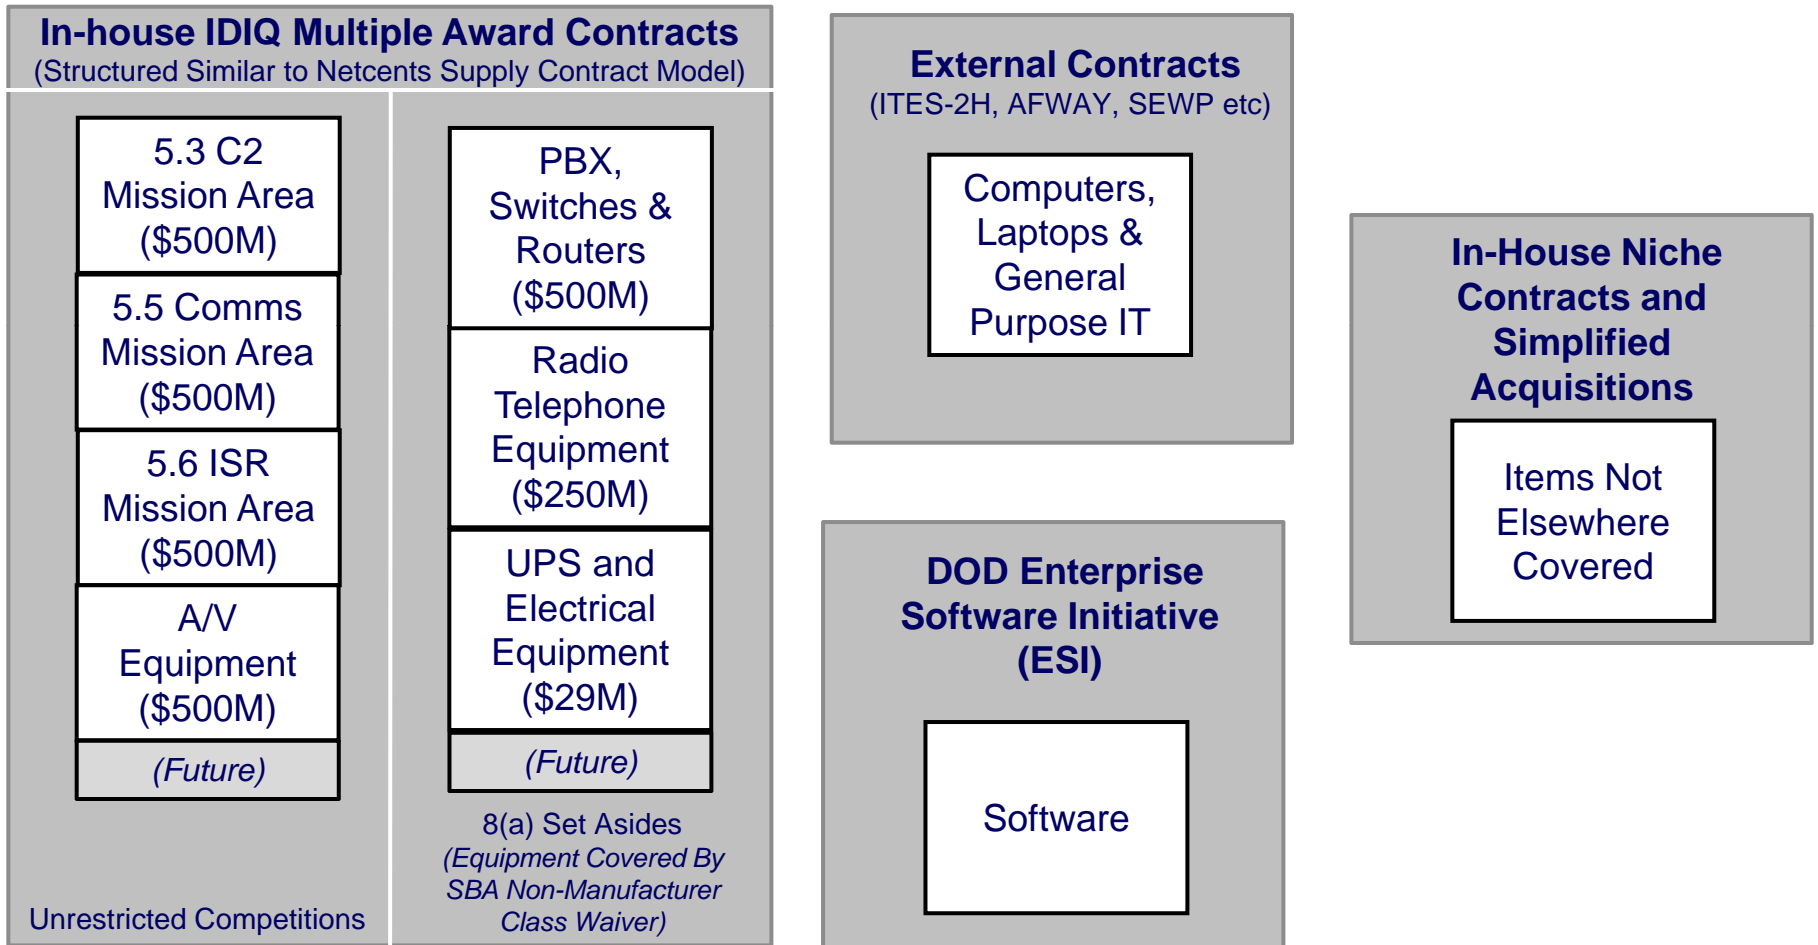 In-house IDIQ Multiple Award Contracts
(Structured Similar to Netcents Supply Contract Model)
5.3 C2
Mission Area
($500M)
5.5 Comms
Mission Area
($500M)
5.6 ISR
Mission Area
($500M)
A/V
Equipment
($500M)
(Future)
Unrestricted Competitions
PBX,
Switches &
Routers
($500M)
Radio
Telephone
Equipment
($250M)
UPS and
Electrical
Equipment
($29M)
(Future)
8(a) Set Asides
(Equipment Covered By
SBA Non-Manufacturer
Class Waiver)
External Contracts
(ITES-2H, AFWAY, SEWP etc)
Computers,
Laptops &
General
Purpose IT
DOD Enterprise
Software Initiative
(ESI)
Software
In-House Niche
Contracts and
Simplified
Acquisitions
Items Not
Elsewhere
Covered